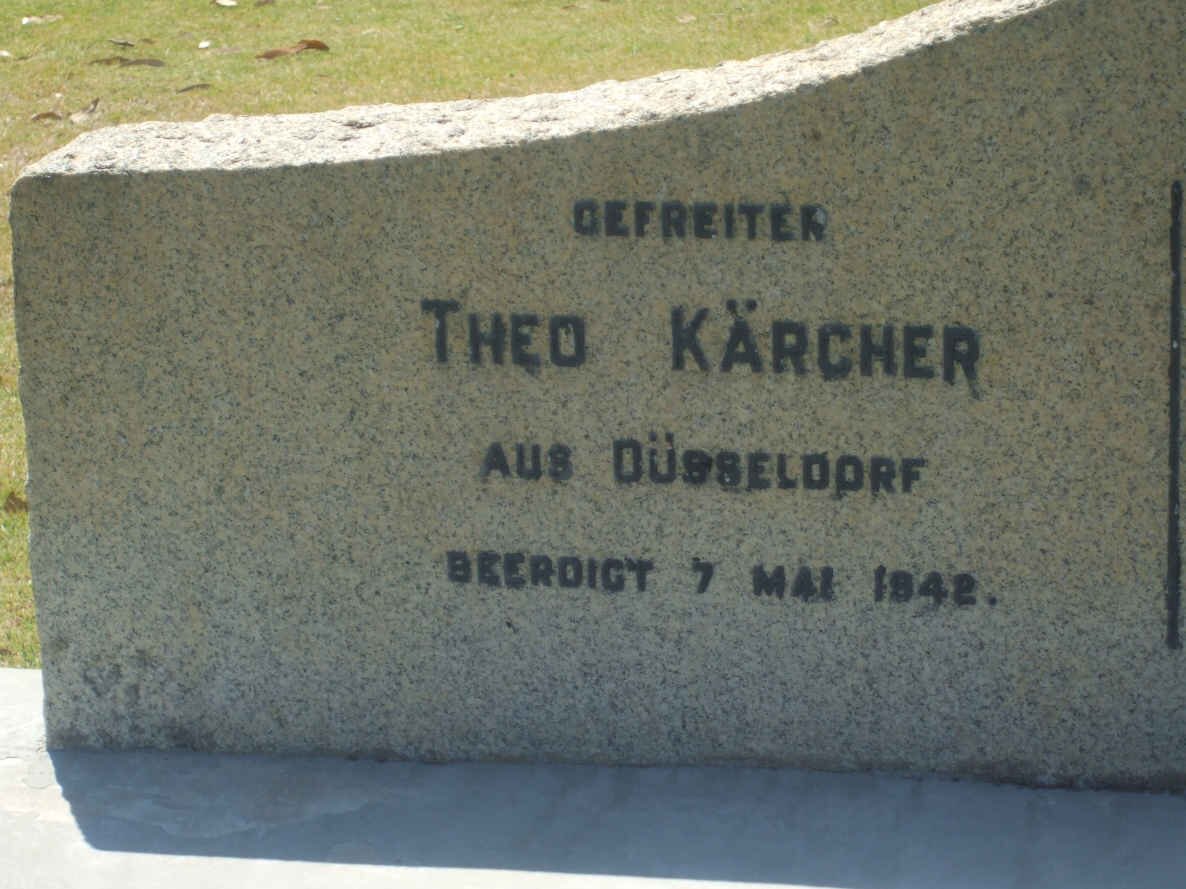 GEFREITER
THEO KÄRCHER
AUS DÜSSELDORF
BEERDIGT 7 MAI 1942.